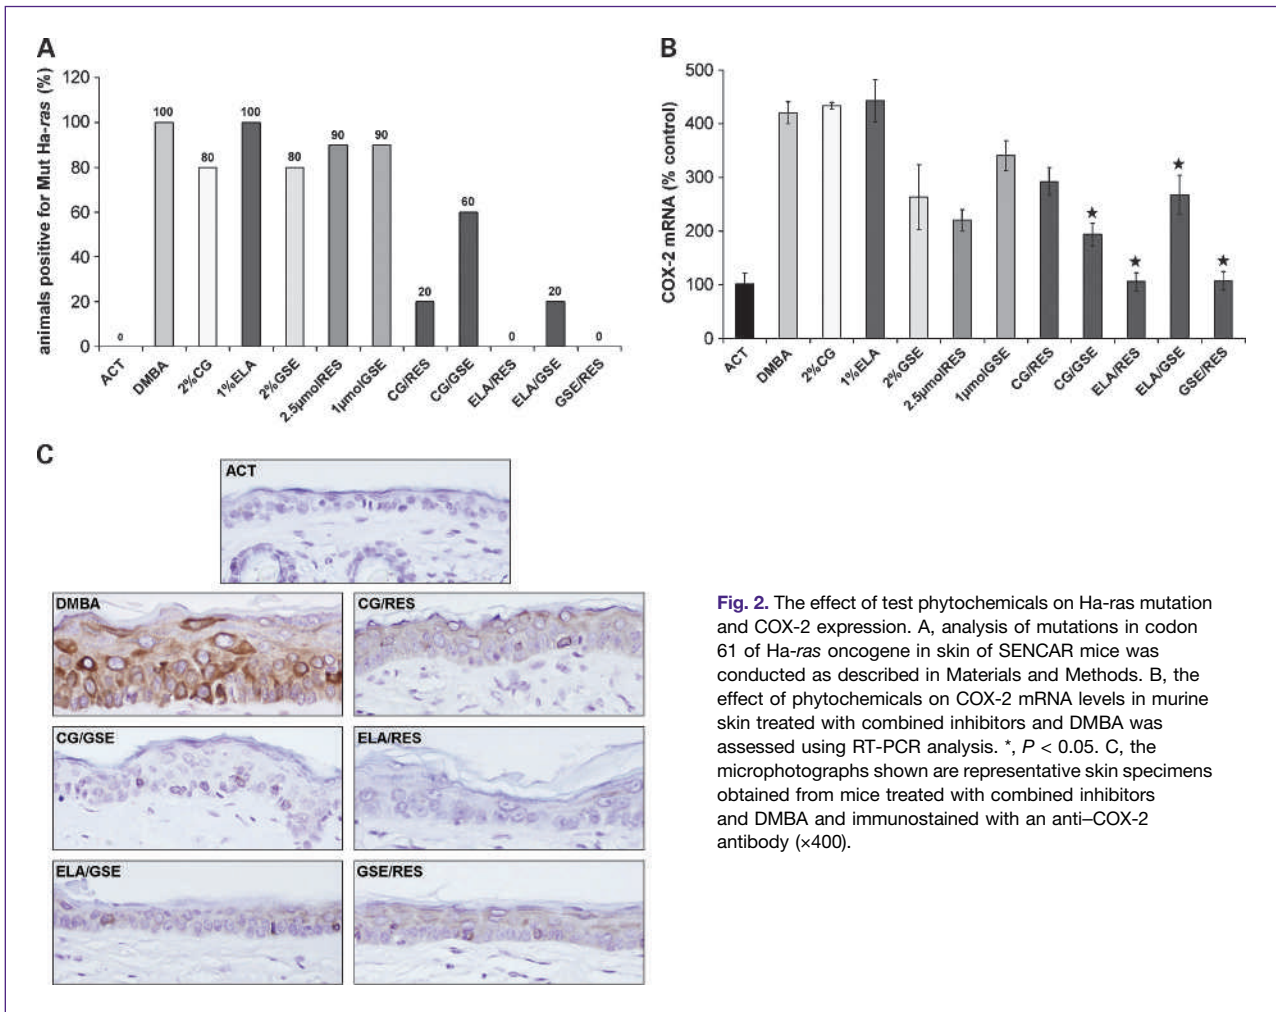 A
animals positive for Mut Ha-ras (%)
120
100
80
60
40
20
0
0
100
80
100
80
90
90
20
60
0
20
0
ACT
DMBA
2%CG
1%ELA
2%GSE
2.5μmolRES
1μmolGSE
CG/RES
CG/GSE
ELA/RES
ELA/GSE
GSE/RES
B
COX-2 mRNA (% control)
500
400
300
200
100
0
★
★
★
★
ACT
DMBA
2%CG
1%ELA
2%GSE
2.5μmolRES
1μmolGSE
CG/RES
CG/GSE
ELA/RES
ELA/GSE
GSE/RES
C
ACT
DMBA
CG/RES
CG/GSE
ELA/RES
ELA/GSE
GSE/RES
Fig. 2. The effect of test phytochemicals on Ha-ras mutation
and COX-2 expression. A, analysis of mutations in codon
61 of Ha-ras oncogene in skin of SENCAR mice was
conducted as described in Materials and Methods. B, the
effect of phytochemicals on COX-2 mRNA levels in murine
skin treated with combined inhibitors and DMBA was
assessed using RT-PCR analysis. *, P < 0.05. C, the
microphotographs shown are representative skin specimens
obtained from mice treated with combined inhibitors
and DMBA and immunostained with an anti–COX-2
antibody (×400).